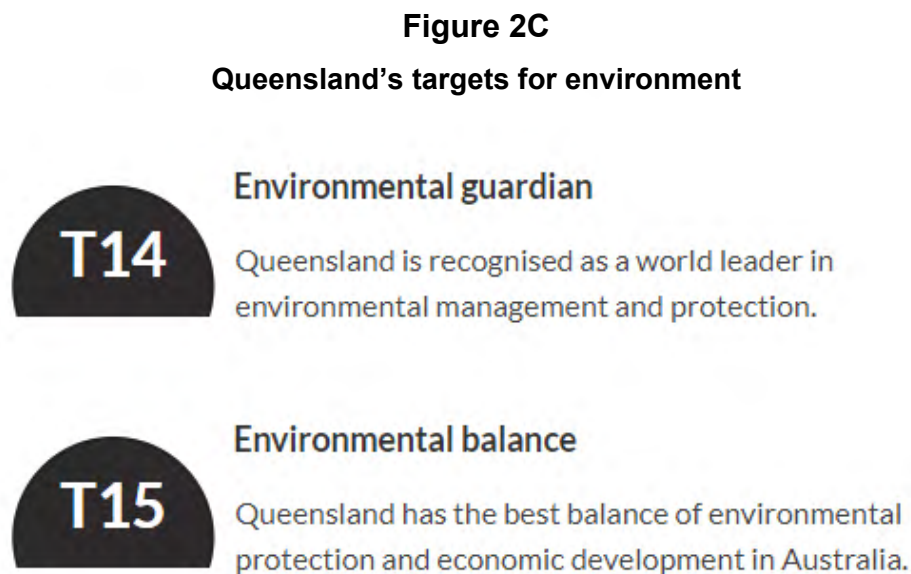 Figure 2C
Queensland’s targets for environment
T14
Environmental guardian
Queensland is recognised as a world leader in
environmental management and protection.
T15
Environmental balance
Queensland has the best balance of environmental
protection and economic development in Australia.